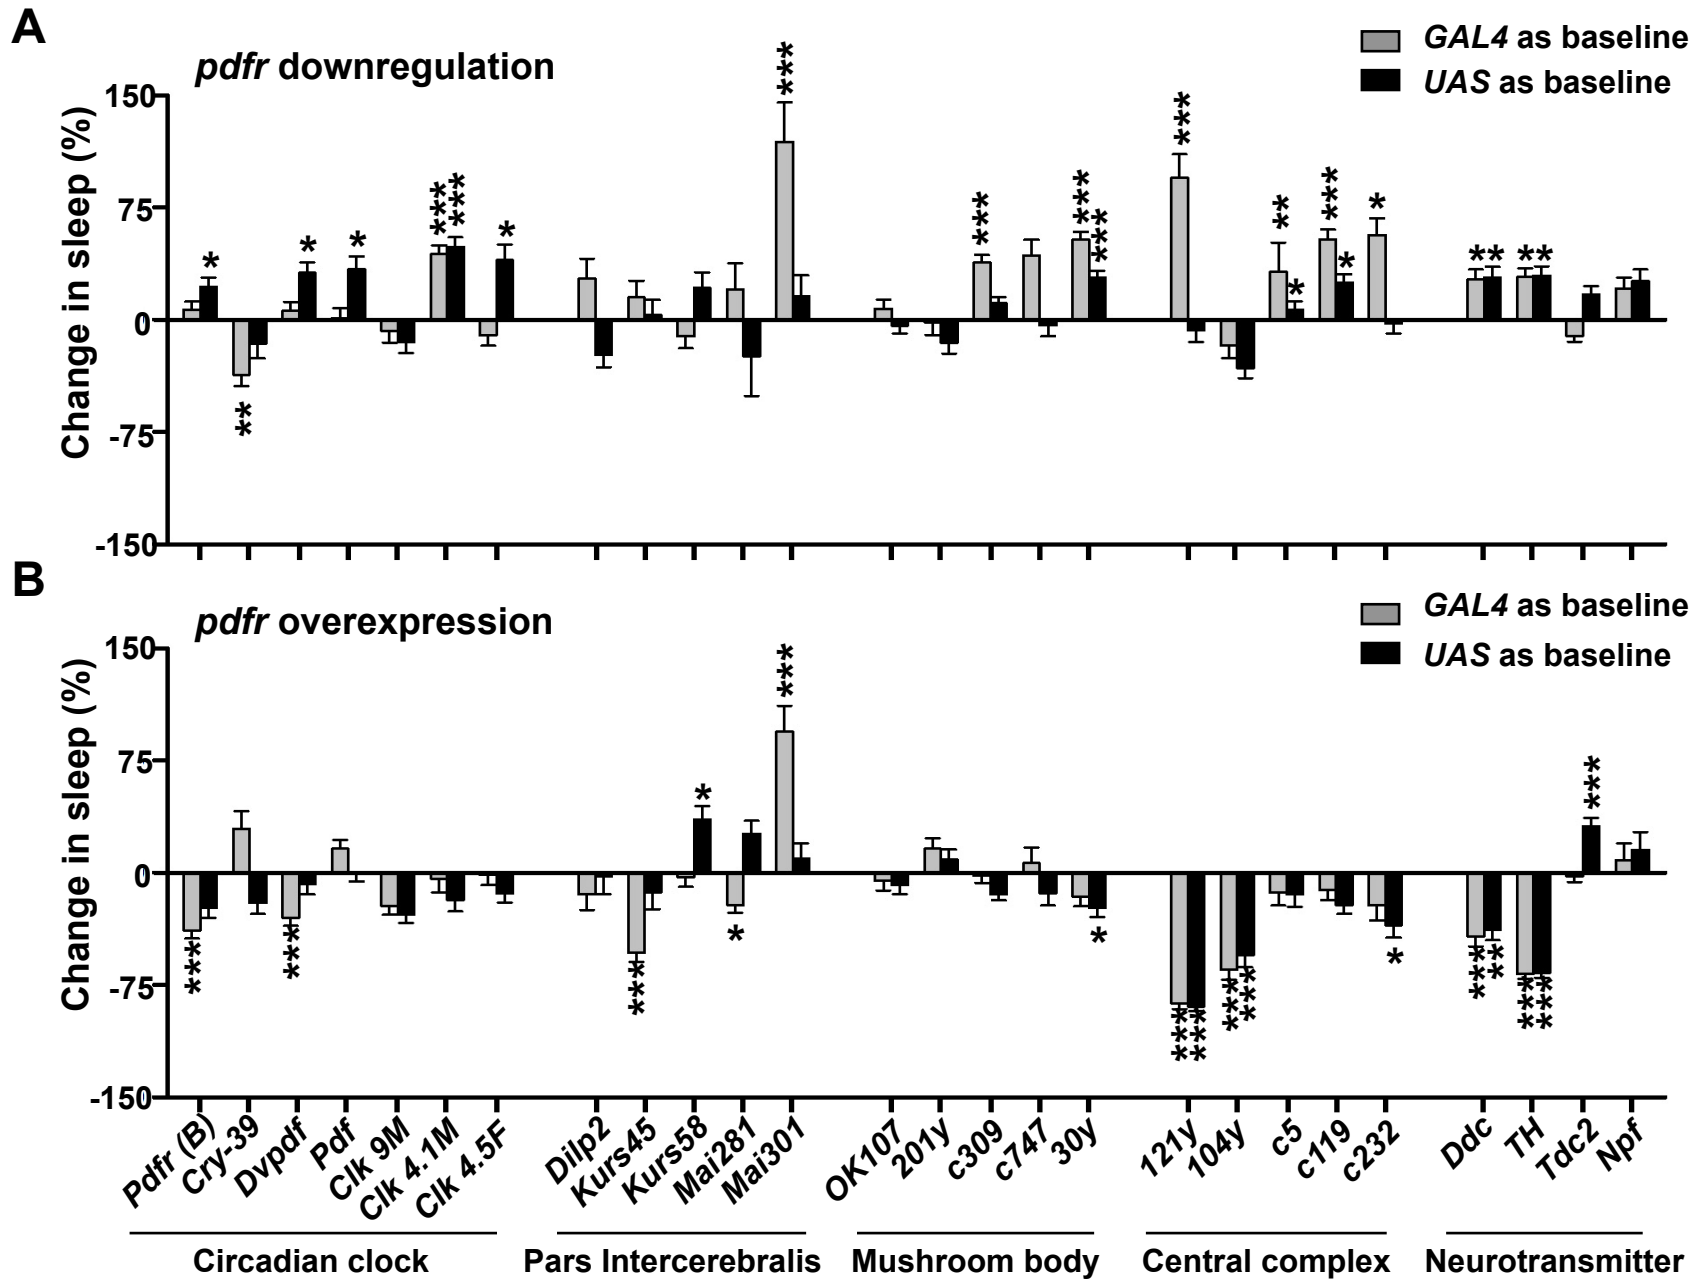 A
pdfr downregulation
GAL4 as baseline
UAS as baseline
Change in sleep (%)
150
75
0
-75
-150
*
**
*
*
***
***
*
***
***
***
***
***
**
*
***
*
*
*
*
*
*
B
pdfr overexpression
GAL4 as baseline
UAS as baseline
Change in sleep (%)
150
75
0
-75
-150
***
***
***
*
*
***
*
***
***
***
***
*
***
**
***
***
***
Pdfr (B)
Cry-39
Dvpdf
Pdf
Clk 9M
Clk 4.1M
Clk 4.5F
Dilp2
Kurs45
Kurs58
Mai281
Mai301
OK107
201y
c309
c747
30y
121y
104y
c5
c119
c232
Ddc
TH
Tdc2
Npf
Circadian clock
Pars Intercerebralis
Mushroom body
Central complex
Neurotransmitter